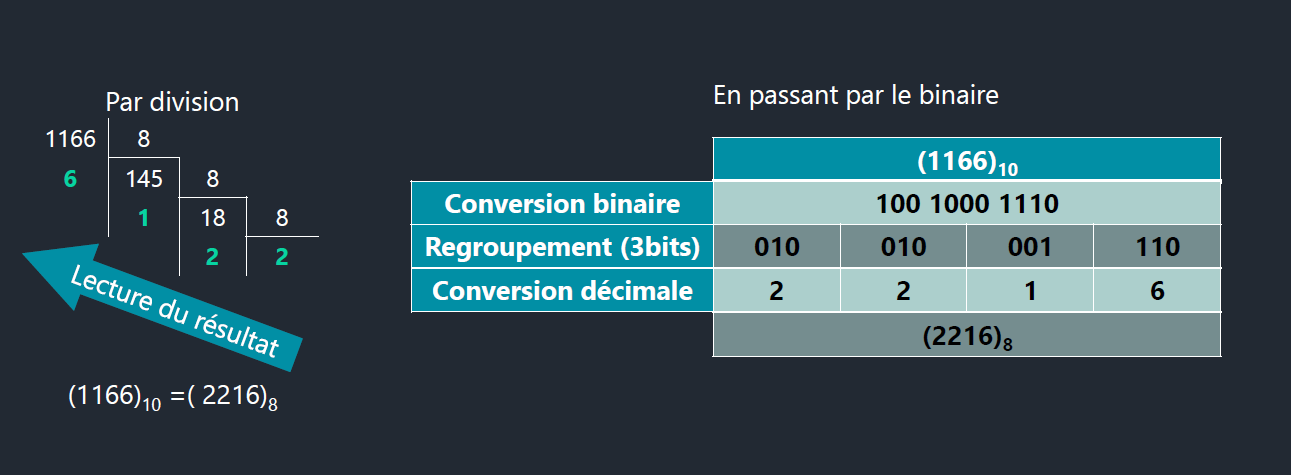 Par division
1166 8
6 145 8
1 18 8
2 2
Lecture du résultat
(1166)10 =( 2216)8
En passant par le binaire
(1166)10
Conversion binaire 100 1000 1110
Regroupement (3bits) 010 010 001 110
Conversion décimale 2 2 1 6
(2216)8